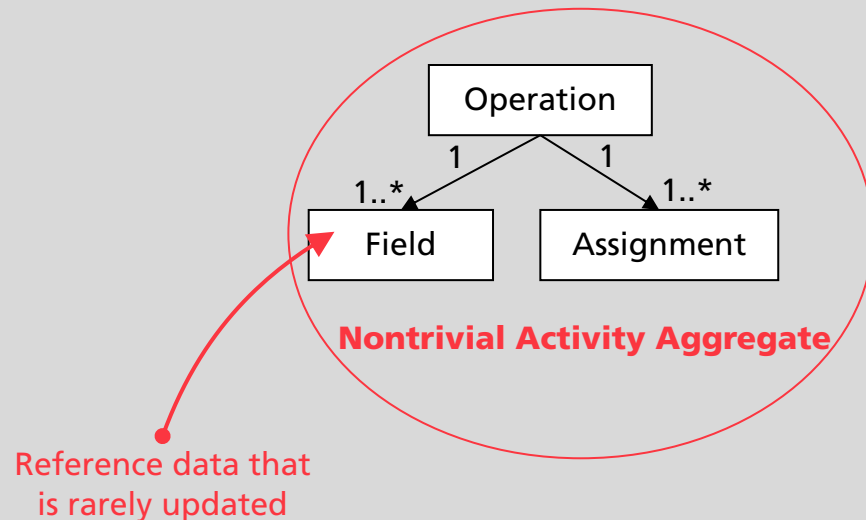 Operation
1 1
1..* 1..*
Field Assignment
Nontrivial Activity Aggregate
Reference data that
is rarely updated